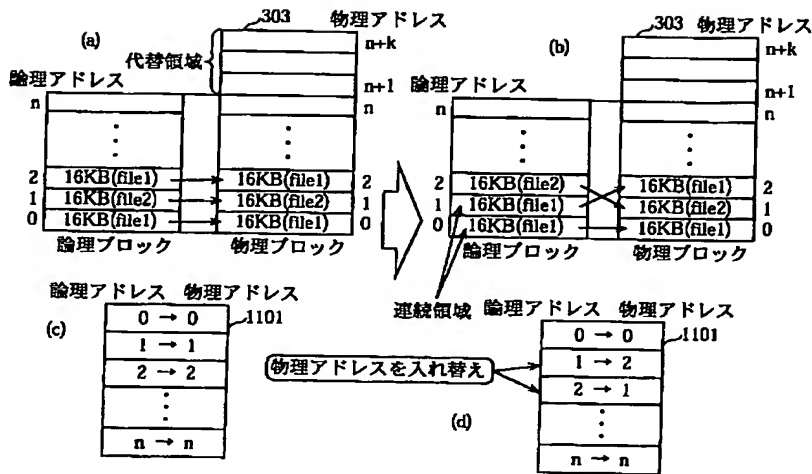 (a)
303 物理アドレス
代替領域
n+k
n+1
n
論理アドレス
n
2 16KB(file1) 16KB(file1) 2
1 16KB(file2) 16KB(file2) 1
0 16KB(file1) 16KB(file1) 0
論理ブロック 物理ブロック
(b)
303 物理アドレス
n+k
n+1
n
論理アドレス
n
2 16KB(file2) 16KB(file1) 2
1 16KB(file1) 16KB(file2) 1
0 16KB(file1) 16KB(file1) 0
論理ブロック 物理ブロック
連続領域
(c)
論理アドレス 物理アドレス
1101
0 → 0
1 → 1
2 → 2
n → n
物理アドレスを入れ替え
(d)
論理アドレス 物理アドレス
1101
0 → 0
1 → 2
2 → 1
n → n